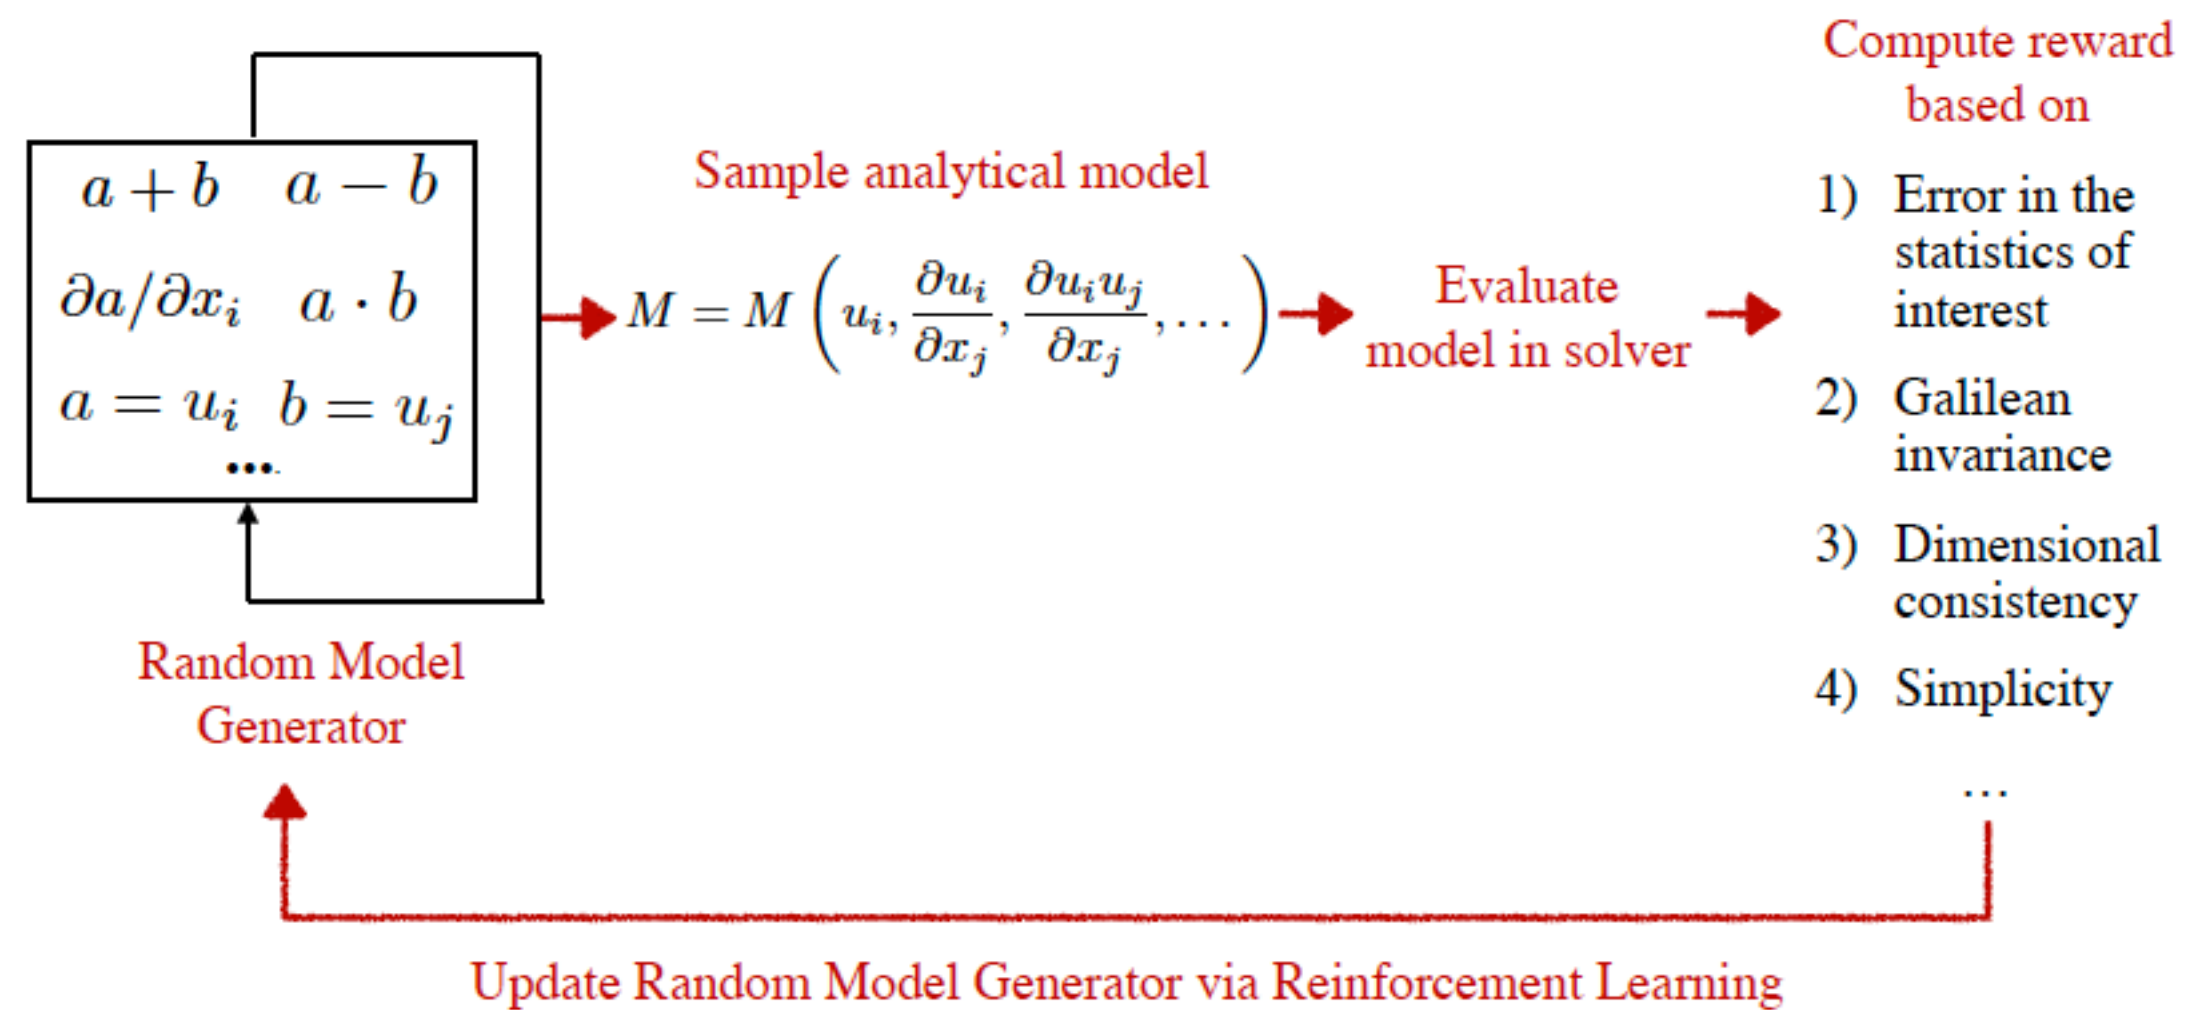 a + b   a − b
∂a/∂x_i   a · b
a = u_i   b = u_j
....
Random Model
Generator
Sample analytical model
M = M ( u_i, ∂u_i/∂x_j, ∂u_iu_j/∂x_j, ... )
Evaluate
model in solver
Compute reward
based on
1) Error in the
statistics of
interest
2) Galilean
invariance
3) Dimensional
consistency
4) Simplicity
...
Update Random Model Generator via Reinforcement Learning